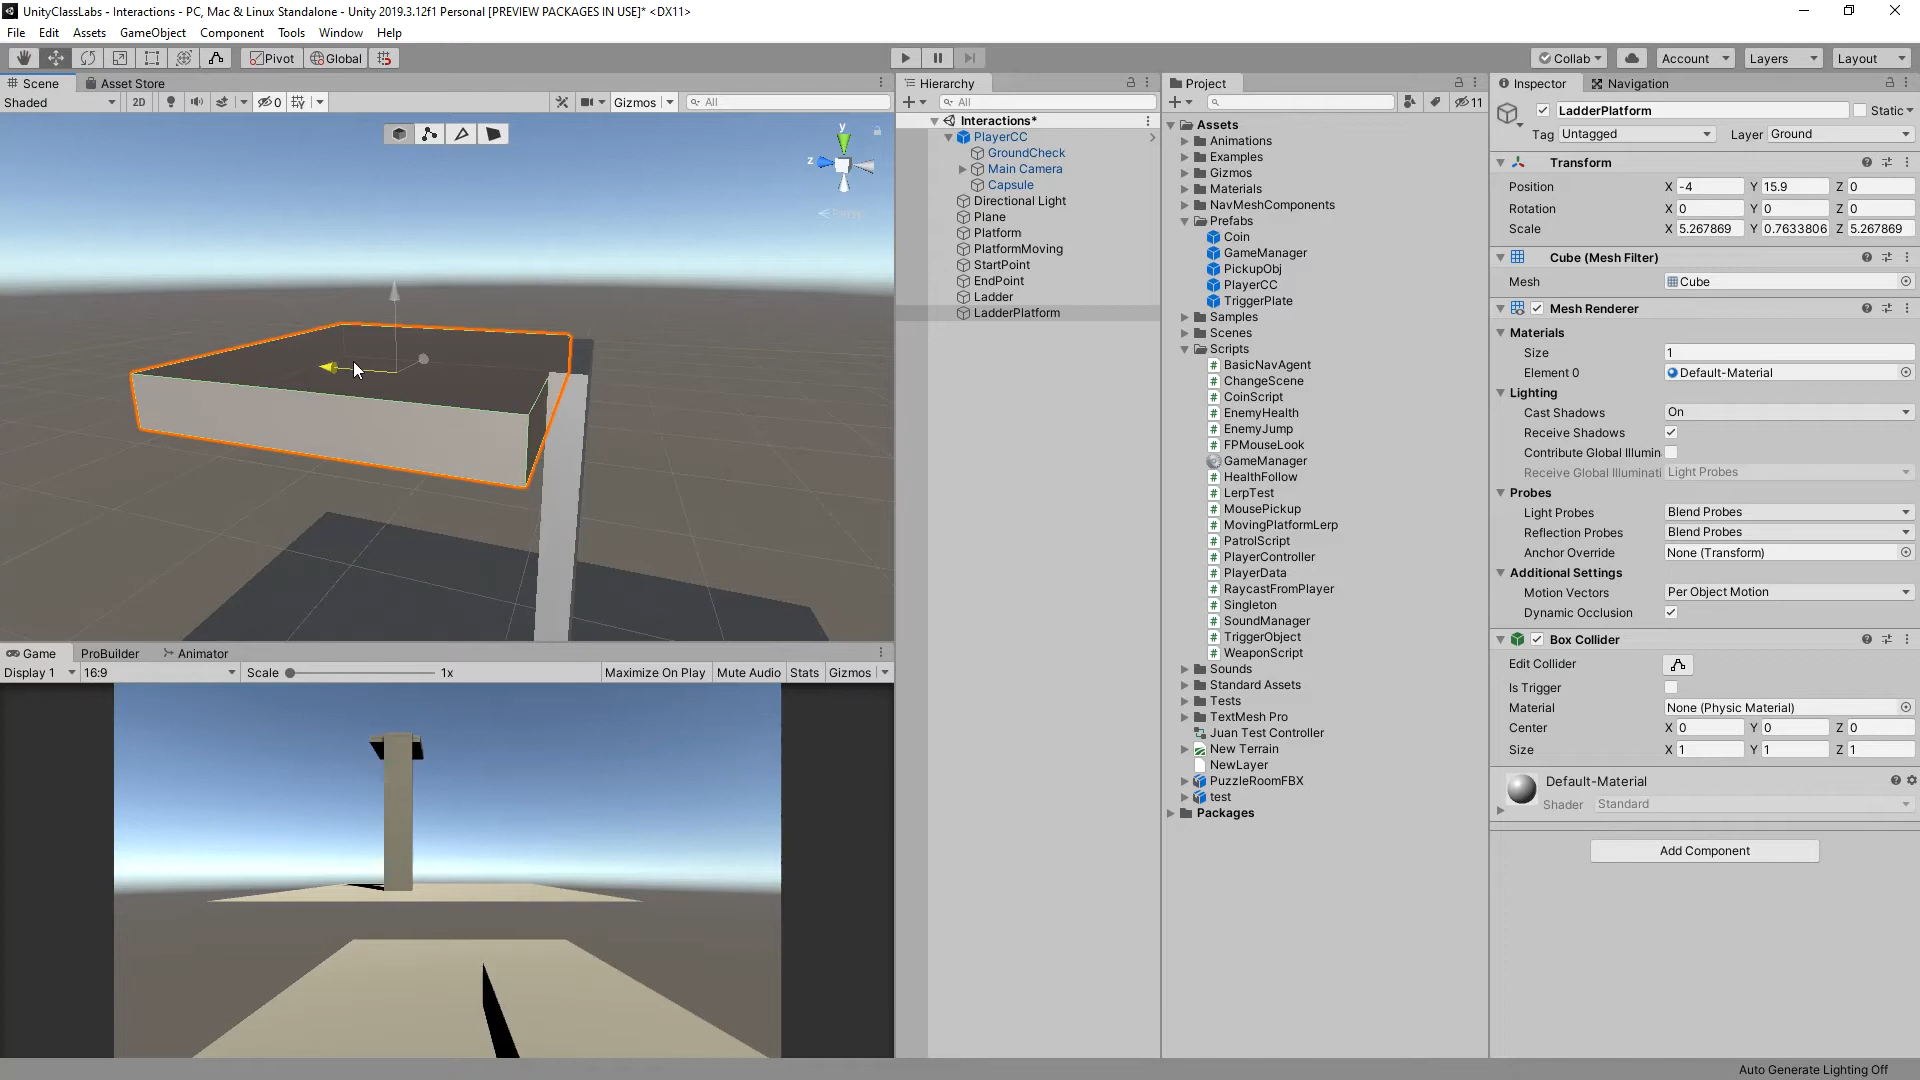 UnityClassLabs - Interactions - PC, Mac & Linux Standalone - Unity 2019.3.12f1 Personal [PREVIEW PACKAGES IN USE]* <DX11>
File Edit Assets GameObject Component Tools Window Help
Pivot Global Collab Account Layers Layout
Scene Asset Store
Shaded 2D 0 Gizmos All
y
z
Game ProBuilder Animator
Display 1 16:9 Scale 1x Maximize On Play Mute Audio Stats Gizmos
Hierarchy
All
Interactions*
PlayerCC
GroundCheck
Main Camera
Capsule
Directional Light
Plane
Platform
PlatformMoving
StartPoint
EndPoint
Ladder
LadderPlatform
Project
11
Assets
Animations
Examples
Gizmos
Materials
NavMeshComponents
Prefabs
Coin
GameManager
PickupObj
PlayerCC
TriggerPlate
Samples
Scenes
Scripts
BasicNavAgent
ChangeScene
CoinScript
EnemyHealth
EnemyJump
FPMouseLook
GameManager
HealthFollow
LerpTest
MousePickup
MovingPlatformLerp
PatrolScript
PlayerController
PlayerData
RaycastFromPlayer
Singleton
SoundManager
TriggerObject
WeaponScript
Sounds
Standard Assets
Tests
TextMesh Pro
Juan Test Controller
New Terrain
NewLayer
PuzzleRoomFBX
test
Packages
Inspector Navigation
LadderPlatform Static
Tag Untagged Layer Ground
Transform
Position X -4 Y 15.9 Z 0
Rotation X 0 Y 0 Z 0
Scale X 5.267869 Y 0.7633806 Z 5.267869
Cube (Mesh Filter)
Mesh Cube
Mesh Renderer
Materials
Size 1
Element 0 Default-Material
Lighting
Cast Shadows On
Receive Shadows
Contribute Global Illumin
Receive Global Illuminati Light Probes
Probes
Light Probes Blend Probes
Reflection Probes Blend Probes
Anchor Override None (Transform)
Additional Settings
Motion Vectors Per Object Motion
Dynamic Occlusion
Box Collider
Edit Collider
Is Trigger
Material None (Physic Material)
Center X 0 Y 0 Z 0
Size X 1 Y 1 Z 1
Default-Material
Shader Standard
Add Component
Auto Generate Lighting Off